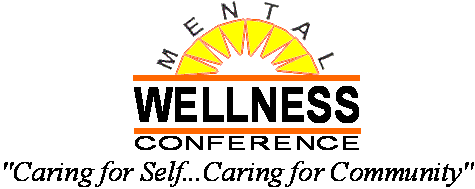 MENTAL
WELLNESS
CONFERENCE
"Caring for Self...Caring for Community"